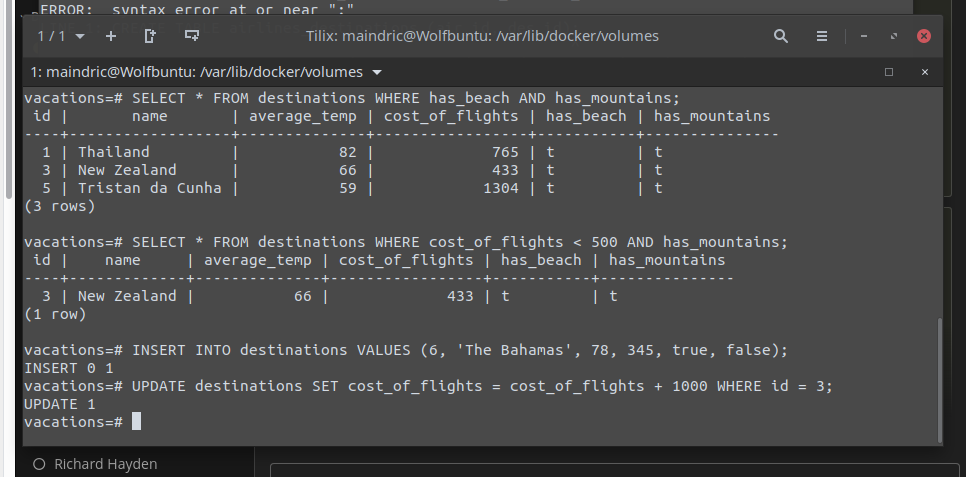 ERROR:  syntax error at or near ";"
1 / 1
Tilix: maindric@Wolfbuntu: /var/lib/docker/volumes
1: maindric@Wolfbuntu: /var/lib/docker/volumes
vacations=# SELECT * FROM destinations WHERE has_beach AND has_mountains;
 id |       name       | average_temp | cost_of_flights | has_beach | has_mountains
----+------------------+--------------+-----------------+-----------+---------------
  1 | Thailand         |           82 |             765 | t         | t
  3 | New Zealand      |           66 |             433 | t         | t
  5 | Tristan da Cunha |           59 |            1304 | t         | t
(3 rows)
vacations=# SELECT * FROM destinations WHERE cost_of_flights < 500 AND has_mountains;
 id |    name     | average_temp | cost_of_flights | has_beach | has_mountains
----+-------------+--------------+-----------------+-----------+---------------
  3 | New Zealand |           66 |             433 | t         | t
(1 row)
vacations=# INSERT INTO destinations VALUES (6, 'The Bahamas', 78, 345, true, false);
INSERT 0 1
vacations=# UPDATE destinations SET cost_of_flights = cost_of_flights + 1000 WHERE id = 3;
UPDATE 1
vacations=#
Richard Hayden